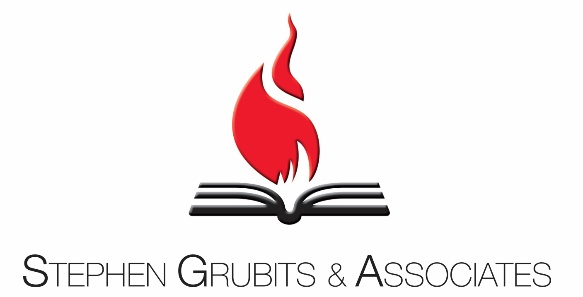 STEPHEN GRUBITS & ASSOCIATES